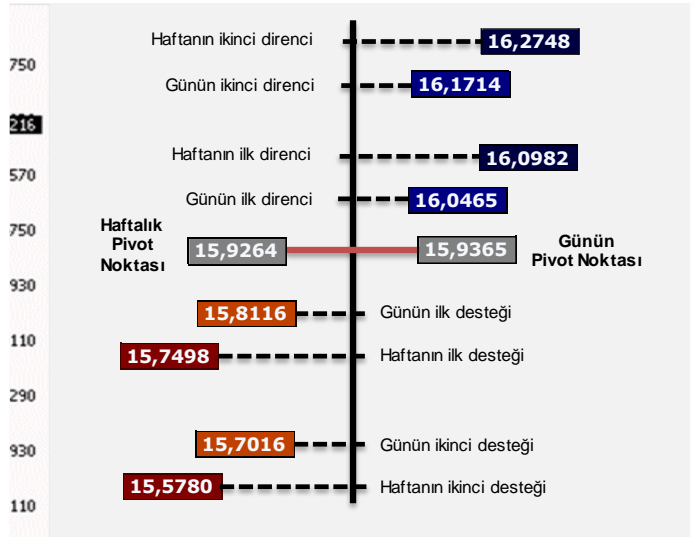 Haftanın ikinci direnci
16,2748
750
Günün ikinci direnci
16,1714
216
Haftanın ilk direnci
16,0982
570
Günün ilk direnci
16,0465
750
Haftalık
Pivot
Noktası
15,9264
15,9365
Günün
Pivot Noktası
930
15,8116
Günün ilk desteği
110
15,7498
Haftanın ilk desteği
290
15,7016
Günün ikinci desteği
930
15,5780
Haftanın ikinci desteği
110